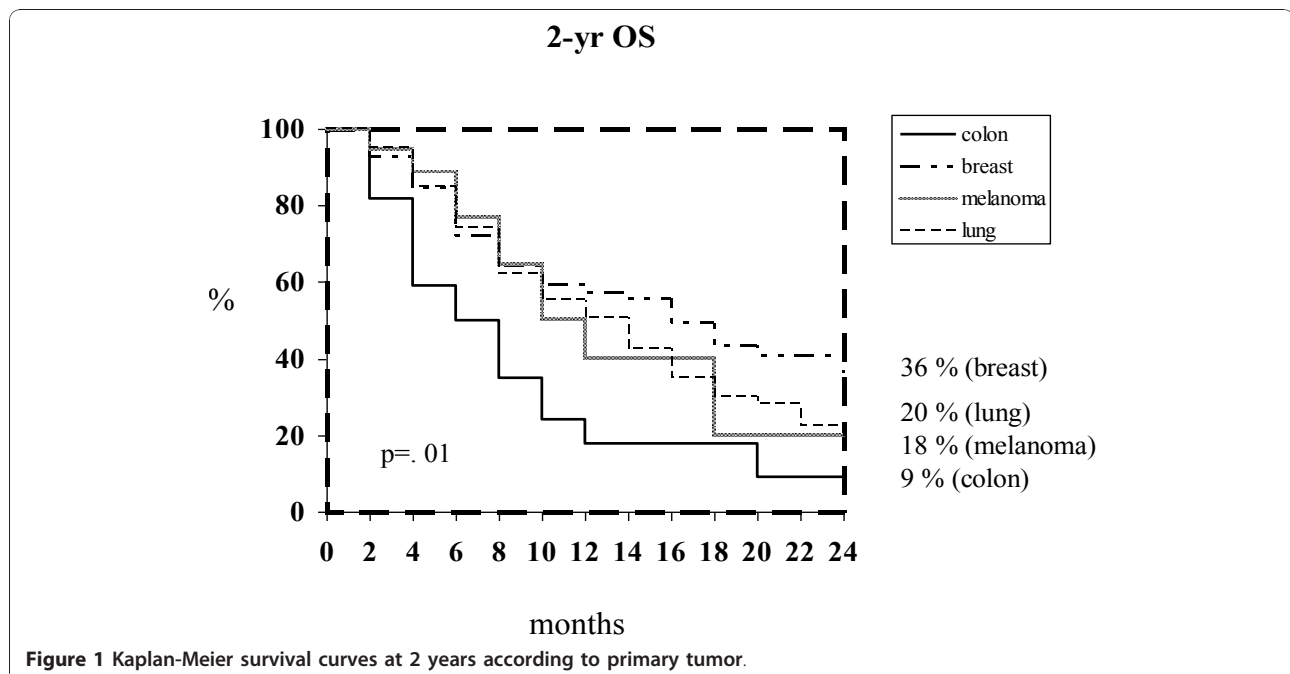 2-yr OS
100
80
60
40
20
0
%
p=. 01
0 2 4 6 8 10 12 14 16 18 20 22 24
months
colon
breast
melanoma
lung
36 % (breast)
20 % (lung)
18 % (melanoma)
9 % (colon)
Figure 1 Kaplan-Meier survival curves at 2 years according to primary tumor.